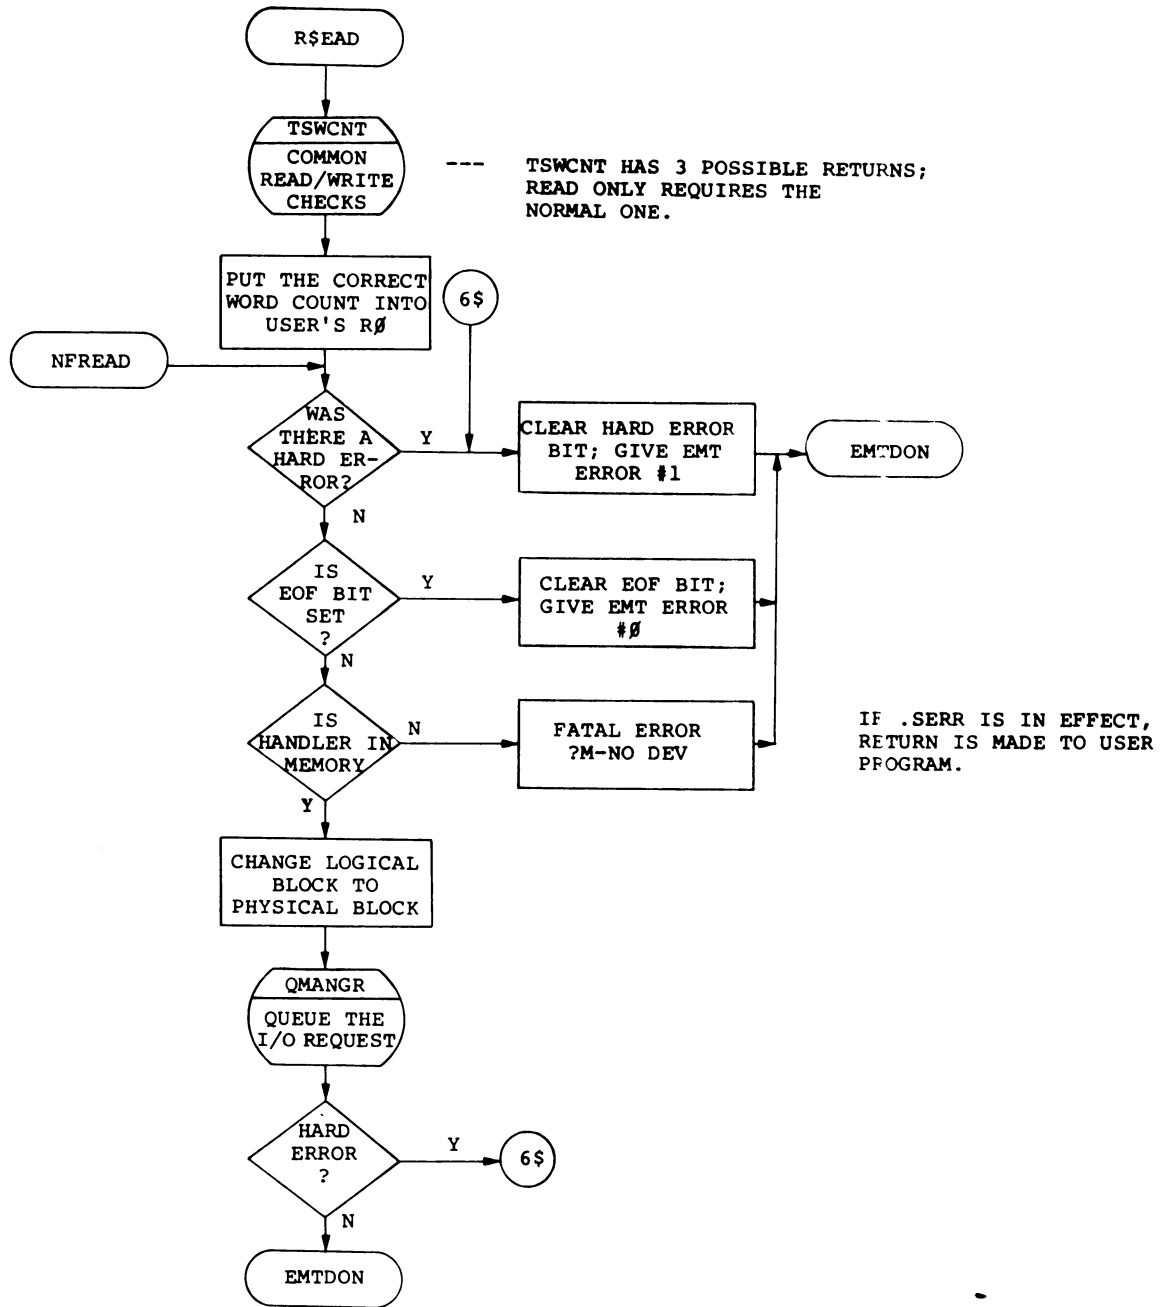 R$EAD
TSWCNT
COMMON
READ/WRITE
CHECKS
--- TSWCNT HAS 3 POSSIBLE RETURNS;
READ ONLY REQUIRES THE
NORMAL ONE.
PUT THE CORRECT
WORD COUNT INTO
USER'S RØ
6$
NFREAD
WAS
THERE A
HARD ER-
ROR?
Y
N
CLEAR HARD ERROR
BIT; GIVE EMT
ERROR #1
EMTDON
IS
EOF BIT
SET
?
Y
N
CLEAR EOF BIT;
GIVE EMT ERROR
#Ø
IS
HANDLER IN
MEMORY
N
Y
FATAL ERROR
?M-NO DEV
IF .SERR IS IN EFFECT,
RETURN IS MADE TO USER
PROGRAM.
CHANGE LOGICAL
BLOCK TO
PHYSICAL BLOCK
QMANGR
QUEUE THE
I/O REQUEST
HARD
ERROR
?
Y
6$
N
EMTDON